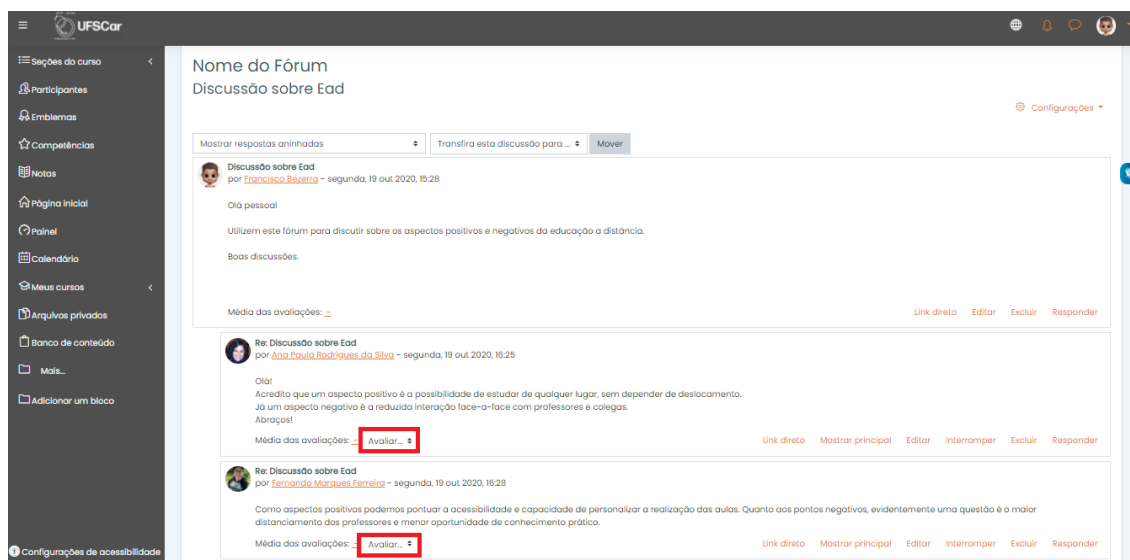 UFSCar
Seções do curso
Participantes
Emblemas
Competências
Notas
Página inicial
Painel
Calendário
Meus cursos
Arquivos privados
Banco de conteúdo
Mais...
Adicionar um bloco
Configurações de acessibilidade
Nome do Fórum
Discussão sobre Ead
Configurações
Mostrar respostas aninhadas
Transfira esta discussão para ...
Mover
Discussão sobre Ead
por Francisco Bezerra - segunda, 19 out 2020, 15:28
Olá pessoal
Utilizem este fórum para discutir sobre os aspectos positivos e negativos da educação a distância.
Boas discussões.
Média das avaliações: -
Link direto Editar Excluir Responder
Re: Discussão sobre Ead
por Ana Paula Rodrigues da Silva - segunda, 19 out 2020, 16:25
Olá!
Acredito que um aspecto positivo é a possibilidade de estudar de qualquer lugar, sem depender de deslocamento.
Já um aspecto negativo é a reduzida interação face-a-face com professores e colegas.
Abraços!
Média das avaliações: - Avaliar...
Link direto Mostrar principal Editar Interromper Excluir Responder
Re: Discussão sobre Ead
por Fernando Marques Ferreira - segunda, 19 out 2020, 16:28
Como aspectos positivos podemos pontuar a acessibilidade e capacidade de personalizar a realização das aulas. Quanto aos pontos negativos, evidentemente uma questão é o maior
distanciamento dos professores e menor oportunidade de conhecimento prático.
Média das avaliações: - Avaliar...
Link direto Mostrar principal Editar Interromper Excluir Responder